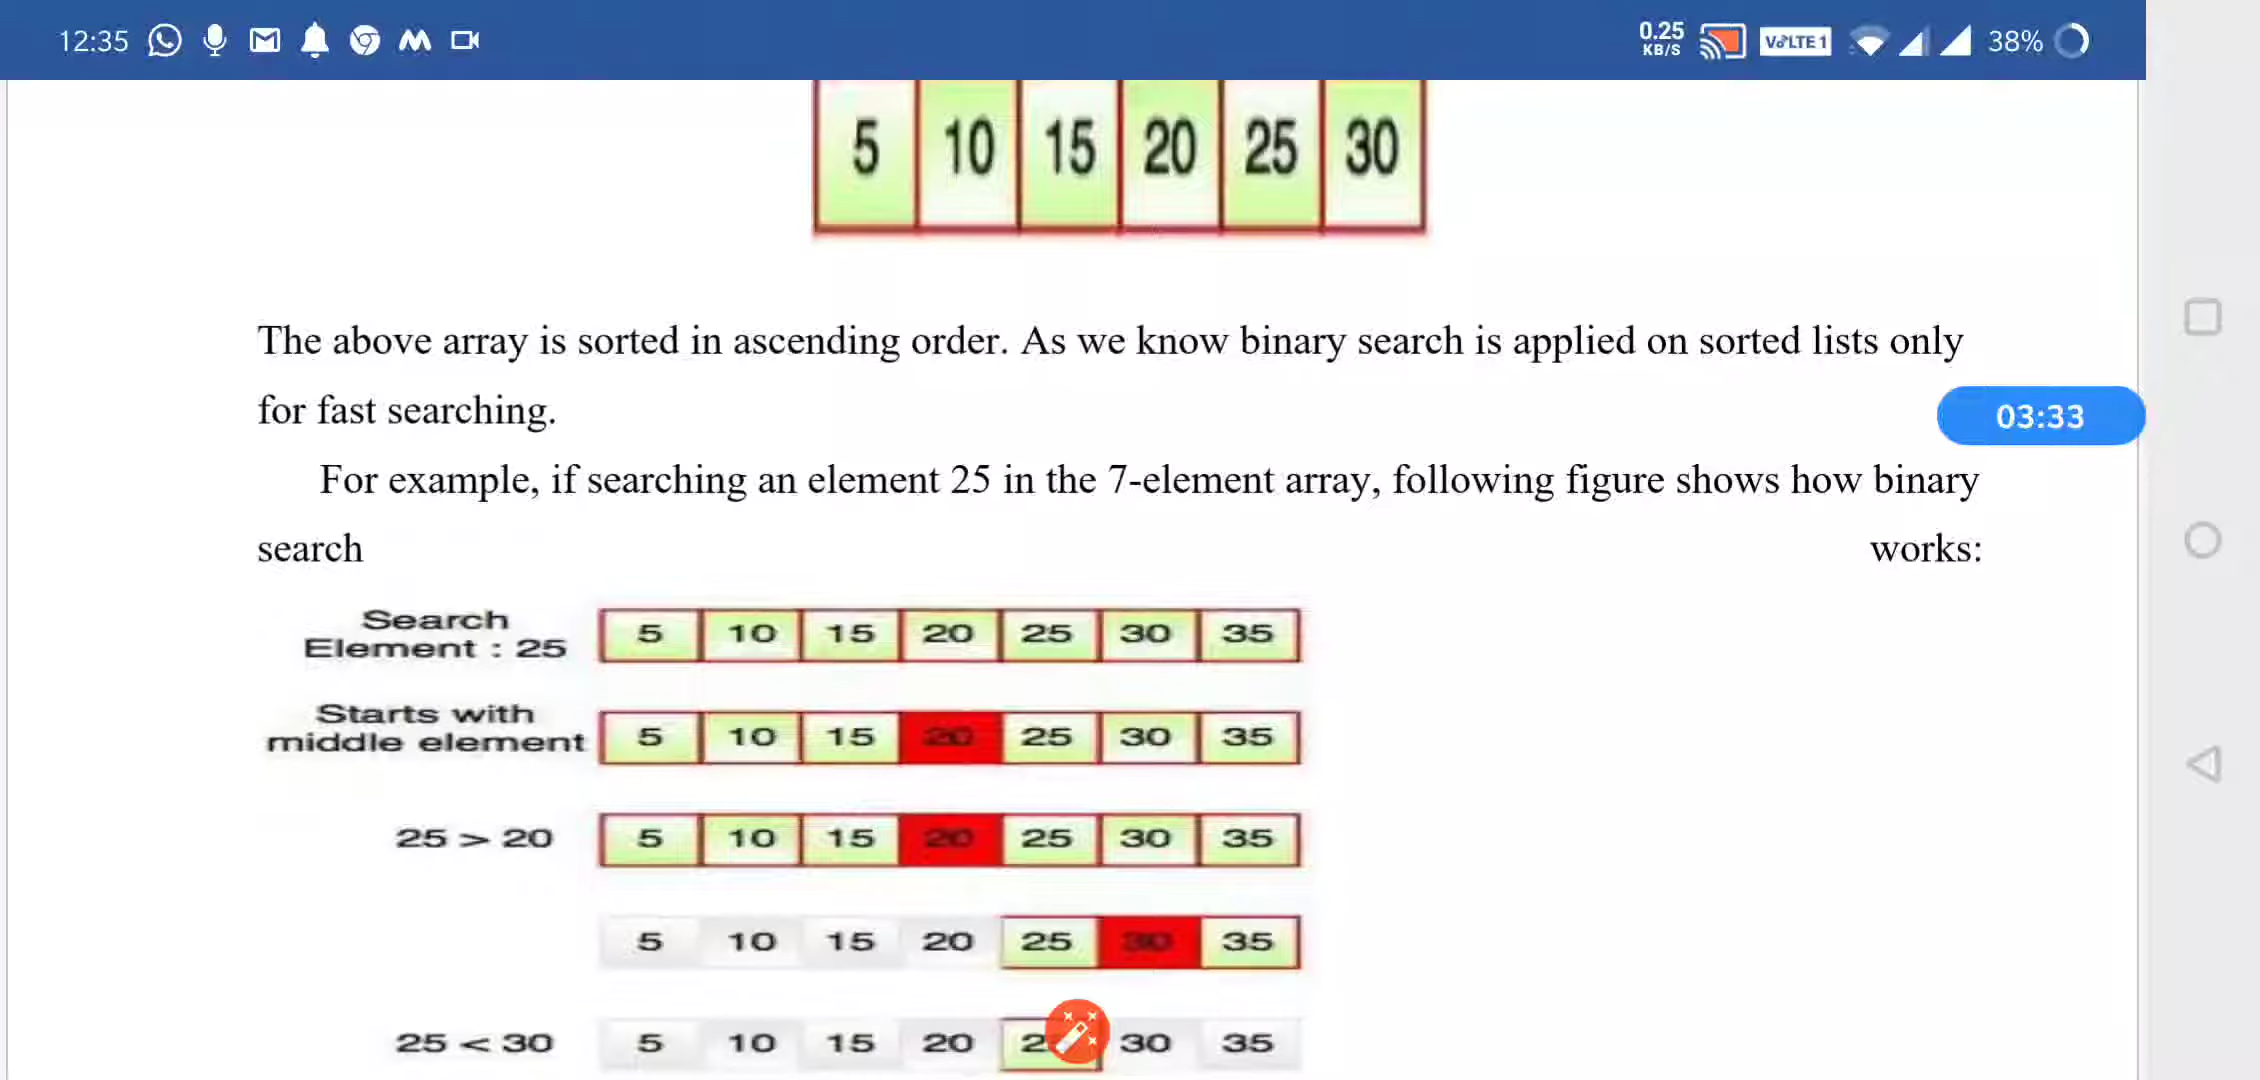 12:35 0.25 KB/S VoLTE 1 38%
5 10 15 20 25 30
The above array is sorted in ascending order. As we know binary search is applied on sorted lists only
for fast searching.
03:33
For example, if searching an element 25 in the 7-element array, following figure shows how binary
search works:
Search
Element : 25
5 10 15 20 25 30 35
Starts with
middle element
5 10 15 20 25 30 35
25 > 20 5 10 15 20 25 30 35
5 10 15 20 25 30 35
25 < 30 5 10 15 20 30 35